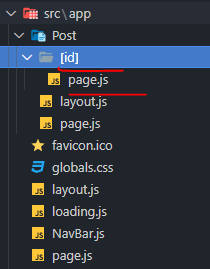 src\app
Post
[id]
page.js
layout.js
page.js
favicon.ico
globals.css
layout.js
loading.js
NavBar.js
page.js